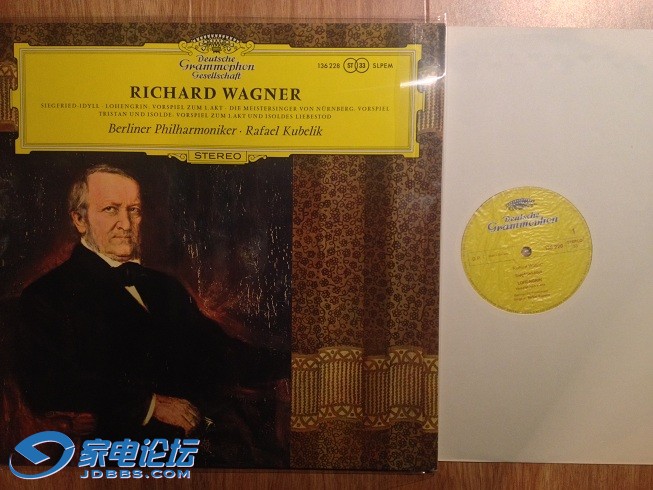 Deutsche
Grammophon
Gesellschaft
136 228 ST 33 SLPEM
RICHARD WAGNER
SIEGFRIED-IDYLL · LOHENGRIN, VORSPIEL ZUM 1. AKT · DIE MEISTERSINGER VON NÜRNBERG, VORSPIEL
TRISTAN UND ISOLDE: VORSPIEL ZUM 1. AKT UND ISOLDES LIEBESTOD
Berliner Philharmoniker · Rafael Kubelik
STEREO
Deutsche
Grammophon
家电论坛
JDBBS.COM